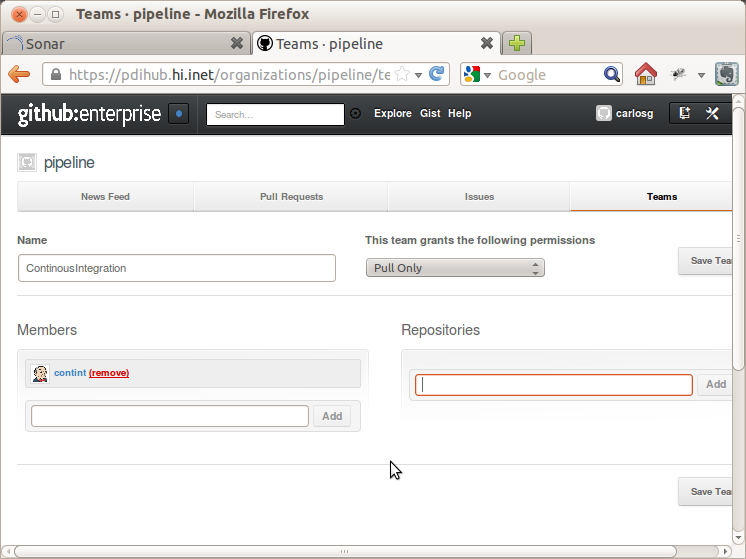 Teams · pipeline - Mozilla Firefox
Sonar
Teams · pipeline
https://pdihub.hi.inet/organizations/pipeline/te
Google
github:enterprise
Search...
Explore Gist Help
carlosg
pipeline
News Feed
Pull Requests
Issues
Teams
Name
This team grants the following permissions
ContinousIntegration
Pull Only
Save Tea
Members
Repositories
contint (remove)
Add
Add
Save Tea